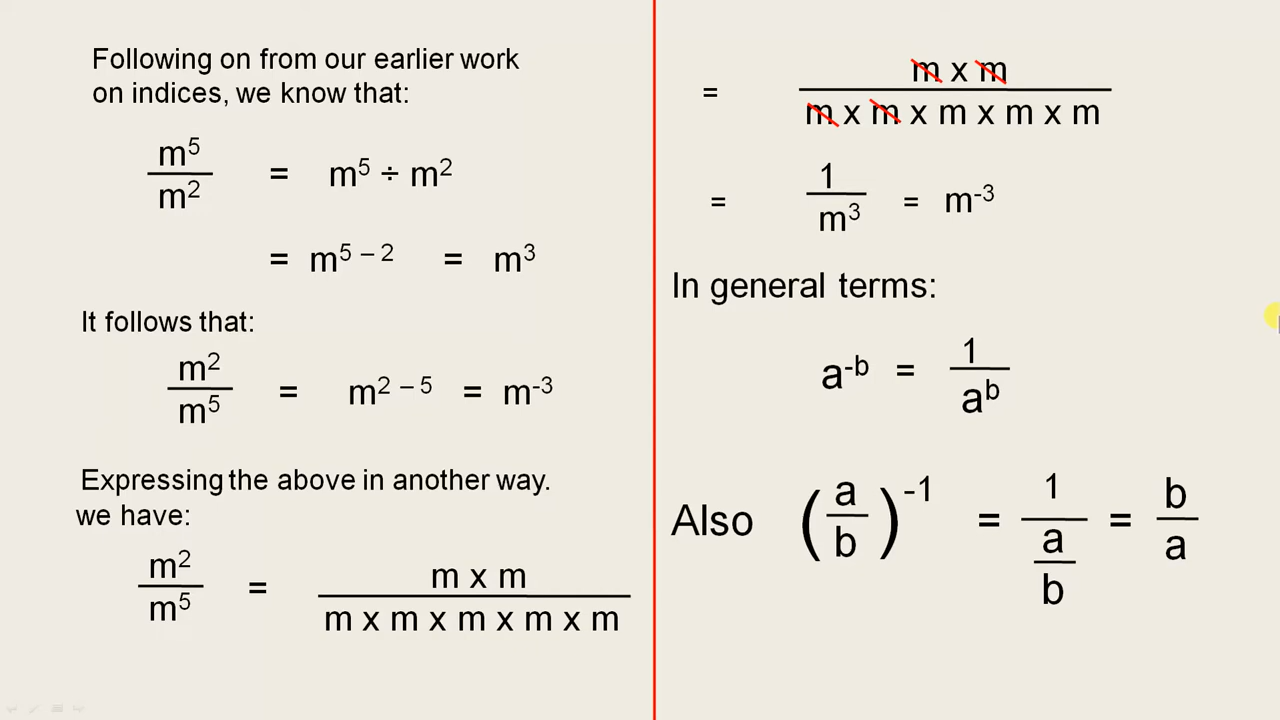 Following on from our earlier work
on indices, we know that:
m⁵/m² = m⁵ ÷ m²
= m⁵ ⁻ ² = m³
It follows that:
m²/m⁵ = m² ⁻ ⁵ = m⁻³
Expressing the above in another way.
we have:
m²/m⁵ = (m x m)/(m x m x m x m x m)
= (m x m)/(m x m x m x m x m)
= 1/m³ = m⁻³
In general terms:
a⁻ᵇ = 1/aᵇ
Also (a/b)⁻¹ = 1/(a/b) = b/a